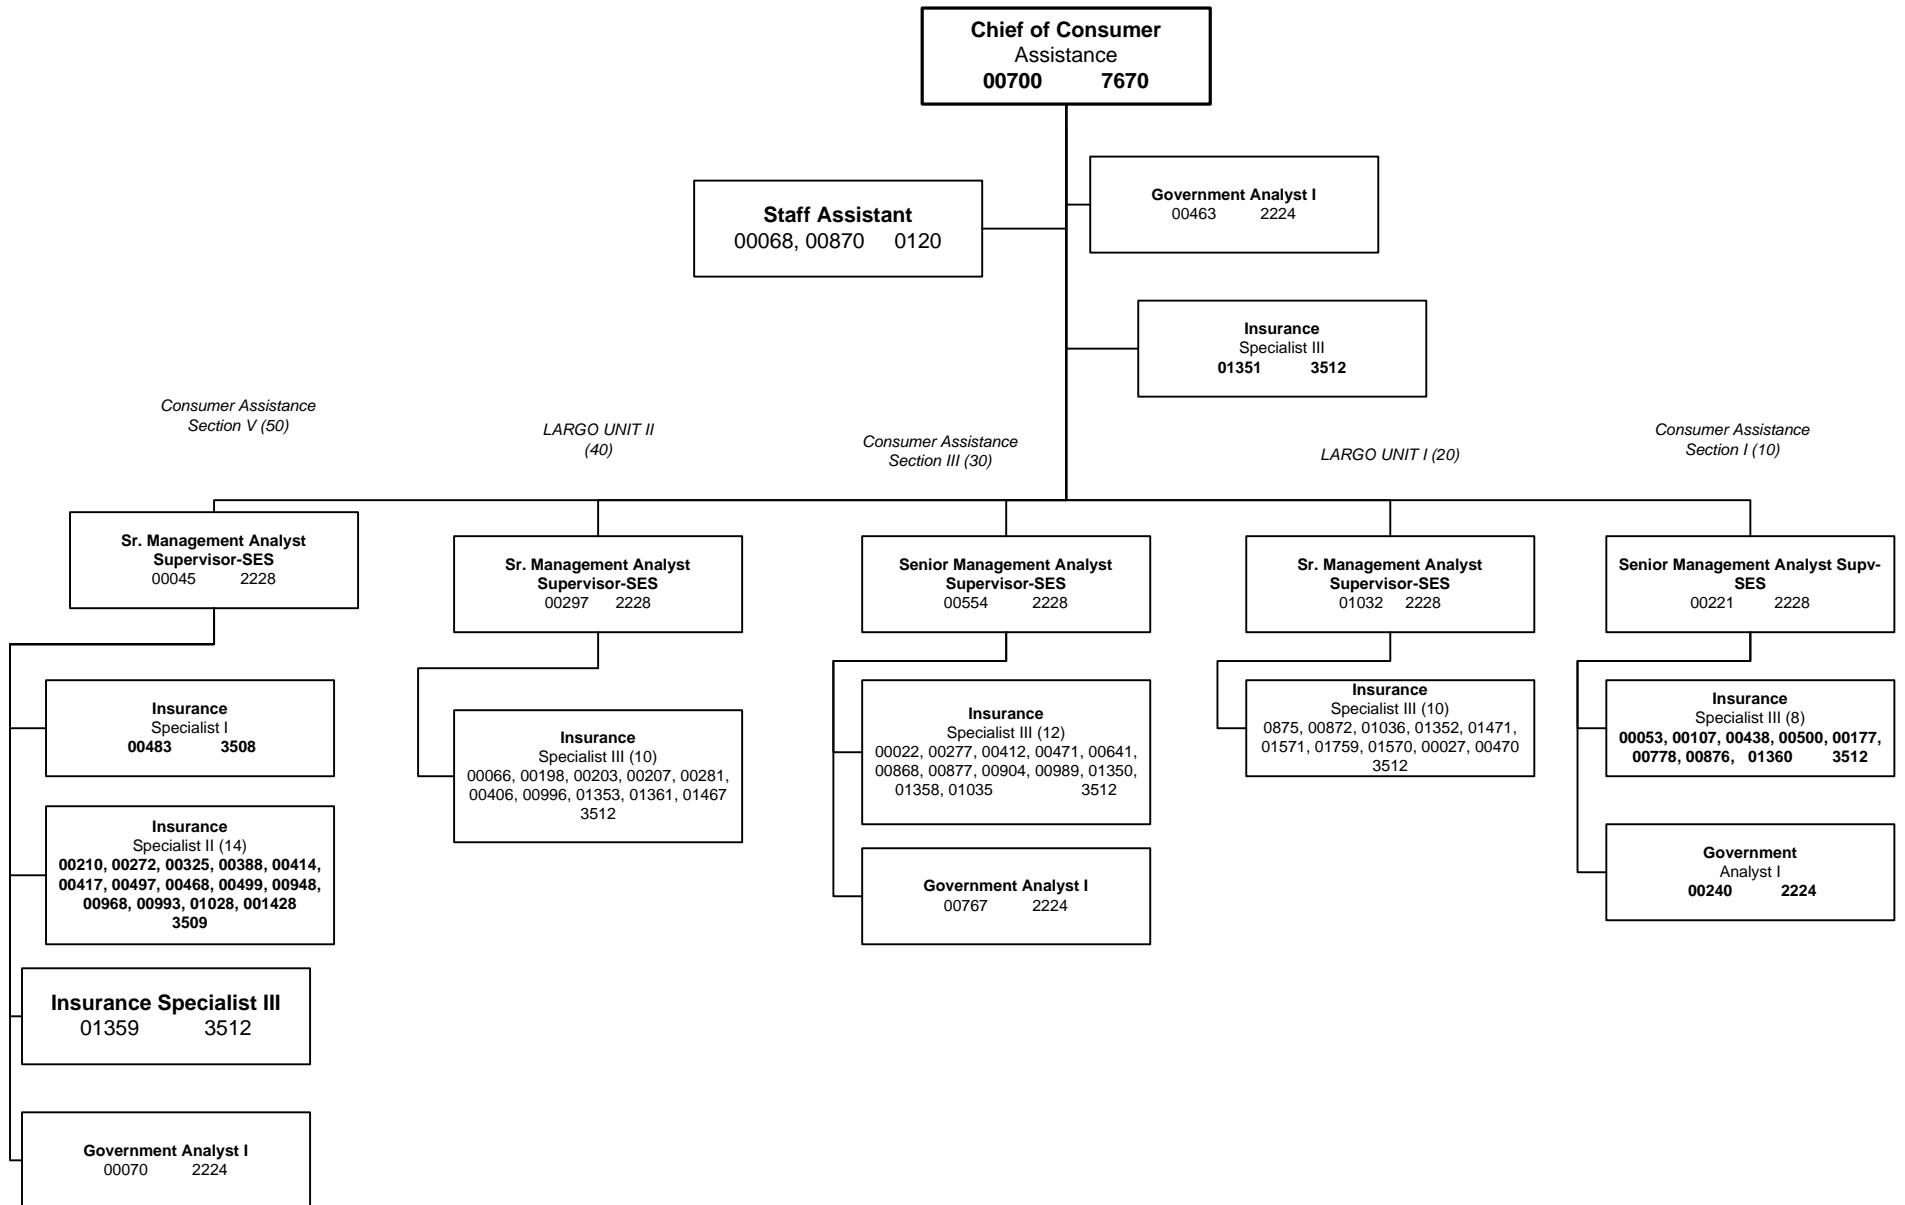 Chief of Consumer
Assistance
00700 7670
Government Analyst I
00463 2224
Staff Assistant
00068, 00870 0120
Insurance
Specialist III
01351 3512
Consumer Assistance
Section V (50)
LARGO UNIT II
(40)
Consumer Assistance
Section III (30)
LARGO UNIT I (20)
Consumer Assistance
Section I (10)
Sr. Management Analyst
Supervisor-SES
00045 2228
Sr. Management Analyst
Supervisor-SES
00297 2228
Senior Management Analyst
Supervisor-SES
00554 2228
Sr. Management Analyst
Supervisor-SES
01032 2228
Senior Management Analyst Supv-
SES
00221 2228
Insurance
Specialist I
00483 3508
Insurance
Specialist III (10)
00066, 00198, 00203, 00207, 00281,
00406, 00996, 01353, 01361, 01467
3512
Insurance
Specialist III (12)
00022, 00277, 00412, 00471, 00641,
00868, 00877, 00904, 00989, 01350,
01358, 01035 3512
Insurance
Specialist III (10)
0875, 00872, 01036, 01352, 01471,
01571, 01759, 01570, 00027, 00470
3512
Insurance
Specialist III (8)
00053, 00107, 00438, 00500, 00177,
00778, 00876, 01360 3512
Insurance
Specialist II (14)
00210, 00272, 00325, 00388, 00414,
00417, 00497, 00468, 00499, 00948,
00968, 00993, 01028, 001428
3509
Government Analyst I
00767 2224
Government
Analyst I
00240 2224
Insurance Specialist III
01359 3512
Government Analyst I
00070 2224